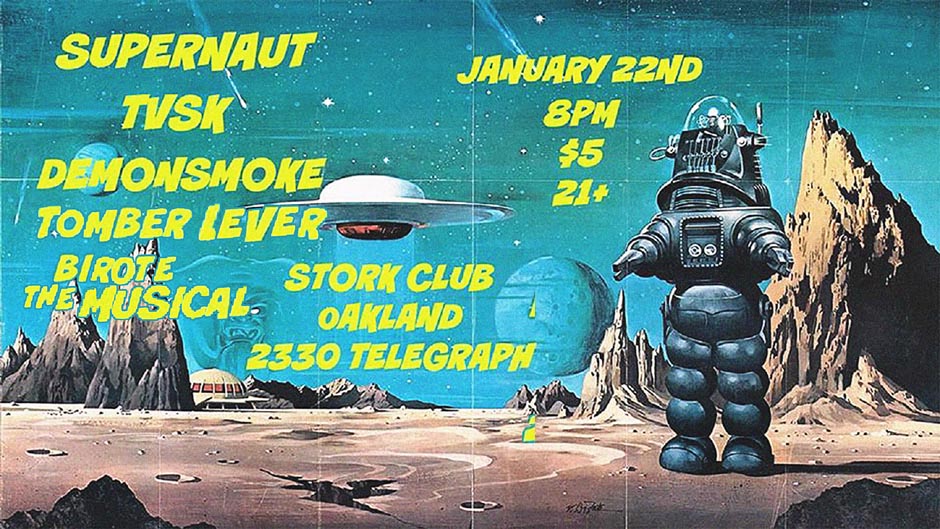 SUPERNAUT
TVSK
DEMONSMOKE
TOMBER LEVER
BIROTE
THE MUSICAL
JANUARY 22ND
8PM
$5
21+
STORK CLUB
OAKLAND
2330 TELEGRAPH